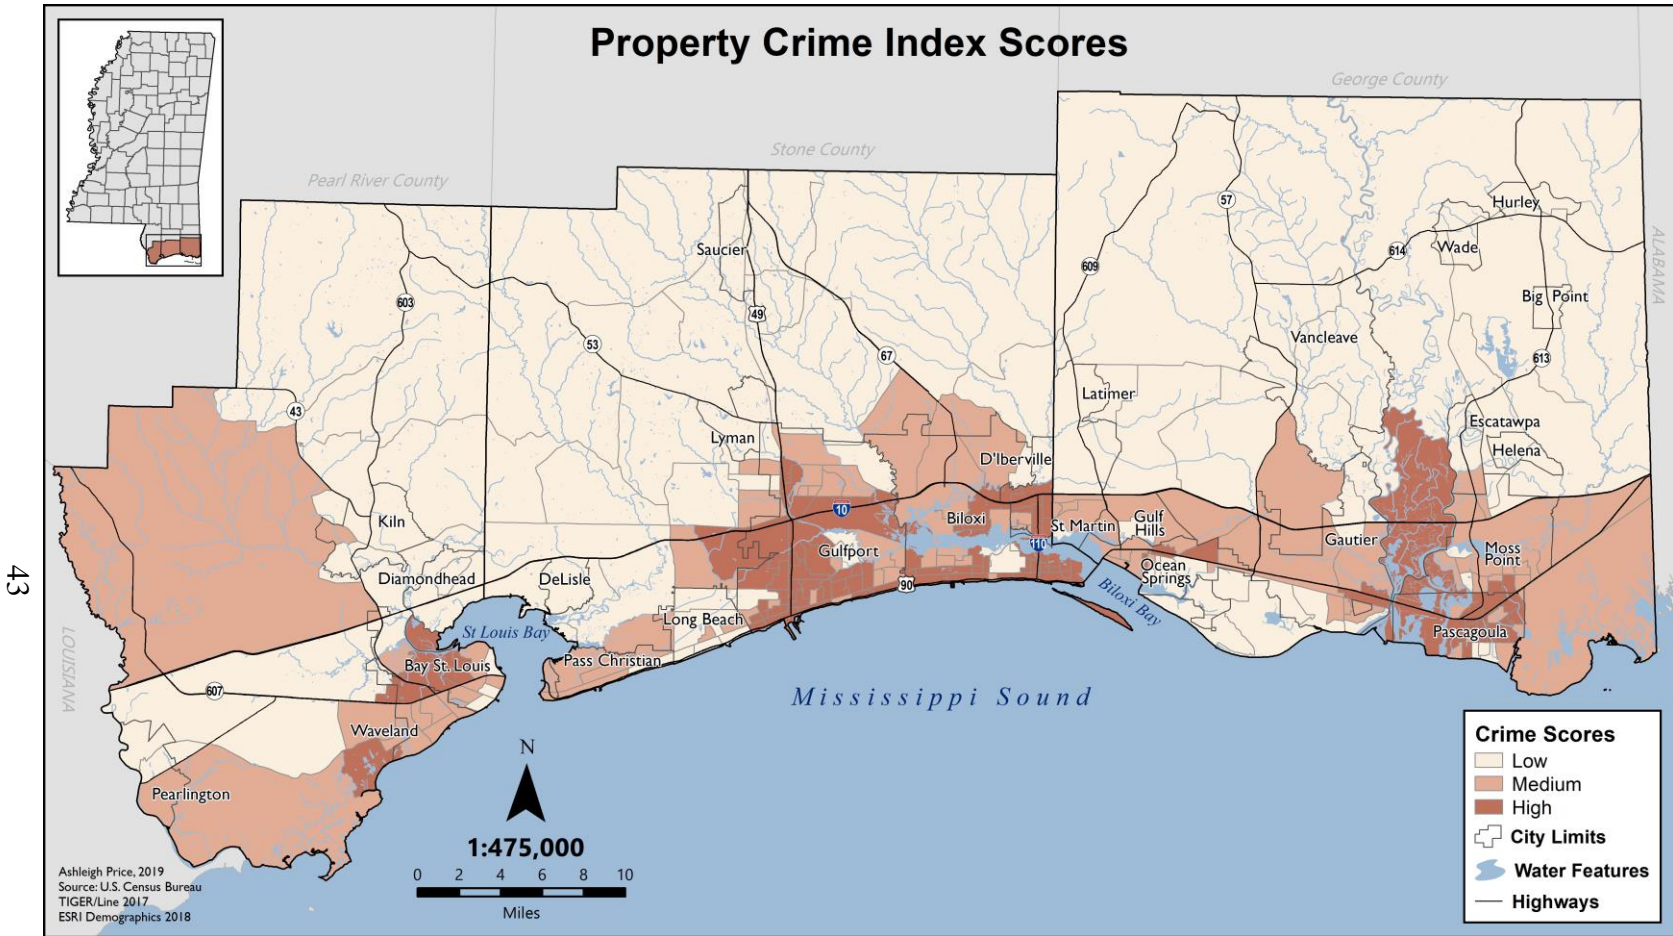 Property Crime Index Scores
George County
Stone County
Pearl River County
ALABAMA
LOUISIANA
57
Hurley
614
Wade
Saucier
609
603
Big Point
49
53
Vancleave
67
613
Latimer
43
Escatawpa
Lyman
Helena
D'Iberville
10
Kiln
Biloxi
St Martin
Gulf
Hills
Gautier
110
Gulfport
Moss
Point
Diamondhead
DeLisle
90
Ocean
Springs
Biloxi Bay
Long Beach
St Louis Bay
Pascagoula
Pass Christian
Bay St. Louis
607
Mississippi Sound
Waveland
Pearlington
N
1:475,000
0 2 4 6 8 10
Miles
Crime Scores
Low
Medium
High
City Limits
Water Features
Highways
Ashleigh Price, 2019
Source: U.S. Census Bureau
TIGER/Line 2017
ESRI Demographics 2018
43